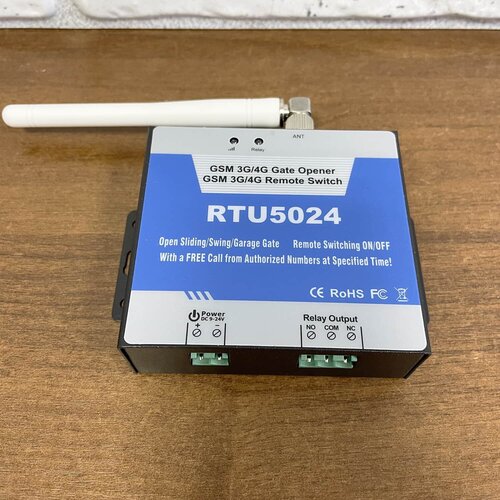 ANT
Relay
GSM 3G/4G Gate Opener
GSM 3G/4G Remote Switch
RTU5024
Open Sliding/Swing/Garage Gate Remote Switching ON/OFF
With a FREE Call from Authorized Numbers at Specified Time!
CE RoHS FC
Power Relay Output
DC 9-24V
+ - NO COM NC